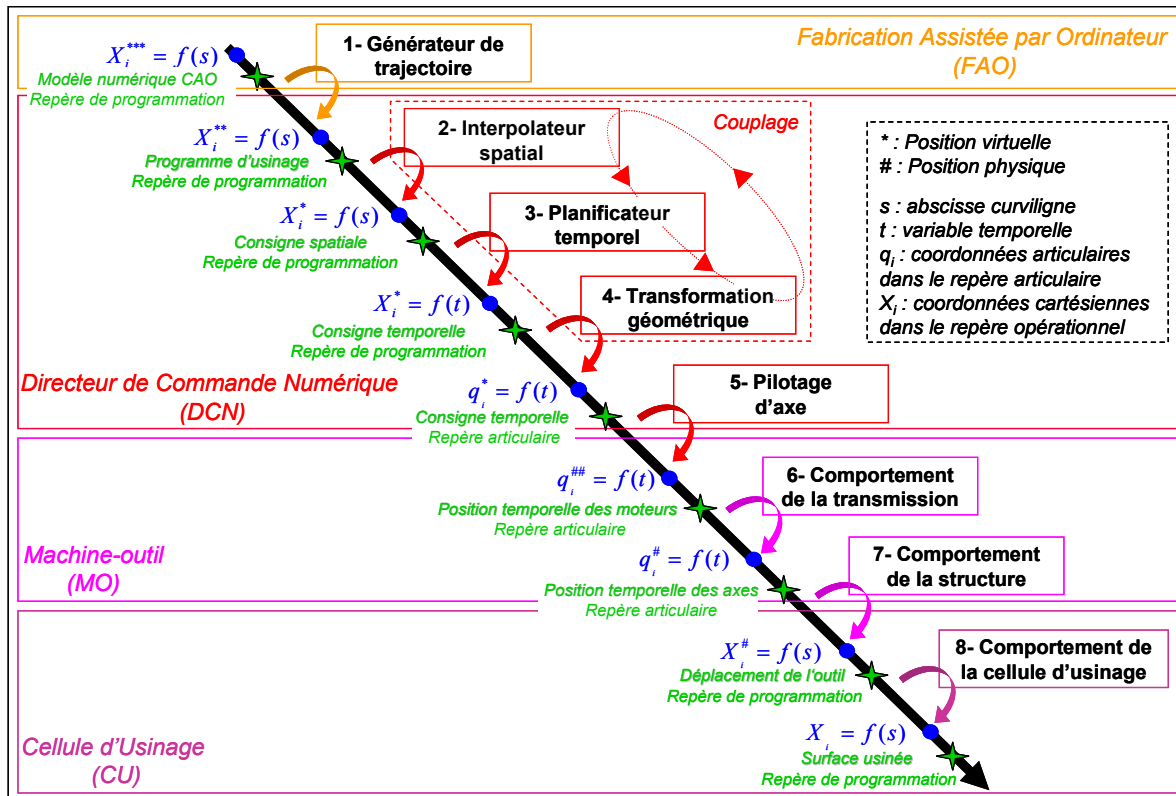 X_i^{***} = f(s)
1- Générateur de
trajectoire
Fabrication Assistée par Ordinateur
(FAO)
Modèle numérique CAO
Repère de programmation
X_i^{**} = f(s)
Programme d'usinage
Repère de programmation
2- Interpolateur
spatial
Couplage
* : Position virtuelle
# : Position physique
s : abscisse curviligne
t : variable temporelle
q_i : coordonnées articulaires
dans le repère articulaire
X_i : coordonnées cartésiennes
dans le repère opérationnel
X_i^* = f(s)
Consigne spatiale
Repère de programmation
3- Planificateur
temporel
X_i^* = f(t)
Consigne temporelle
Repère de programmation
4- Transformation
géométrique
Directeur de Commande Numérique
(DCN)
q_i^* = f(t)
Consigne temporelle
Repère articulaire
5- Pilotage
d'axe
q_i^{##} = f(t)
Position temporelle des moteurs
Repère articulaire
6- Comportement
de la transmission
Machine-outil
(MO)
q_i^# = f(t)
Position temporelle des axes
Repère articulaire
7- Comportement
de la structure
X_i^# = f(s)
Déplacement de l'outil
Repère de programmation
8- Comportement de
la cellule d'usinage
Cellule d'Usinage
(CU)
X_i = f(s)
Surface usinée
Repère de programmation